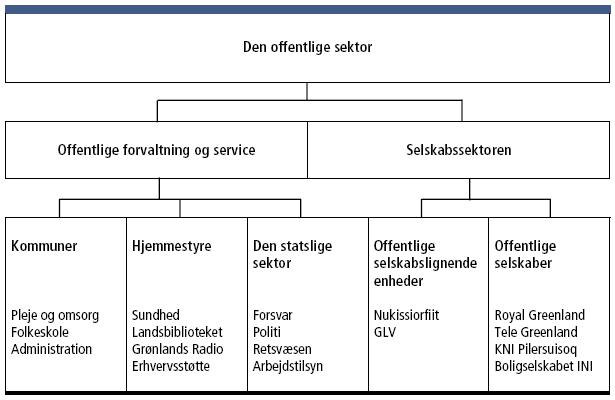 Den offentlige sektor
Offentlige forvaltning og service
Selskabssektoren
Kommuner
Pleje og omsorg
Folkeskole
Administration
Hjemmestyre
Sundhed
Landsbiblioteket
Grønlands Radio
Erhvervsstøtte
Den statslige
sektor
Forsvar
Politi
Retsvæsen
Arbejdstilsyn
Offentlige
selskabslignende
enheder
Nukissiorfiit
GLV
Offentlige
selskaber
Royal Greenland
Tele Greenland
KNI Pilersuisoq
Boligselskabet INI